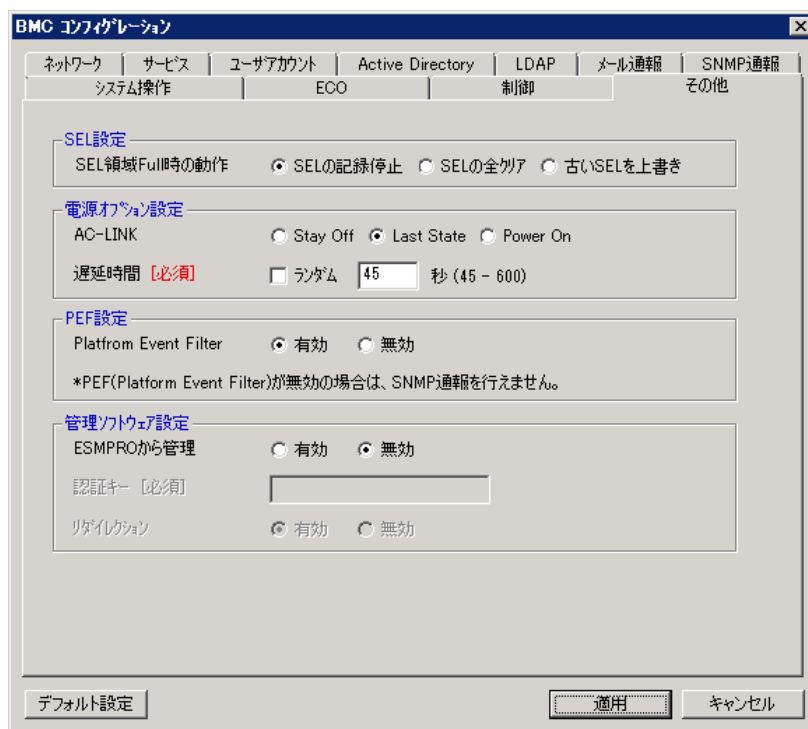 BMC コンフィグレーション
ネットワーク サービス ユーザアカウント Active Directory LDAP メール通報 SNMP通報
システム操作 ECO 制御 その他
SEL設定
SEL領域Full時の動作 SELの記録停止 SELの全クリア 古いSELを上書き
電源オプション設定
AC-LINK Stay Off Last State Power On
遅延時間 [必須] ランダム 45 秒 (45 - 600)
PEF設定
Platfrom Event Filter 有効 無効
*PEF(Platform Event Filter)が無効の場合は、SNMP通報を行えません。
管理ソフトウェア設定
ESMPROから管理 有効 無効
認証キー [必須]
リダイレクション 有効 無効
デフォルト設定 適用 キャンセル